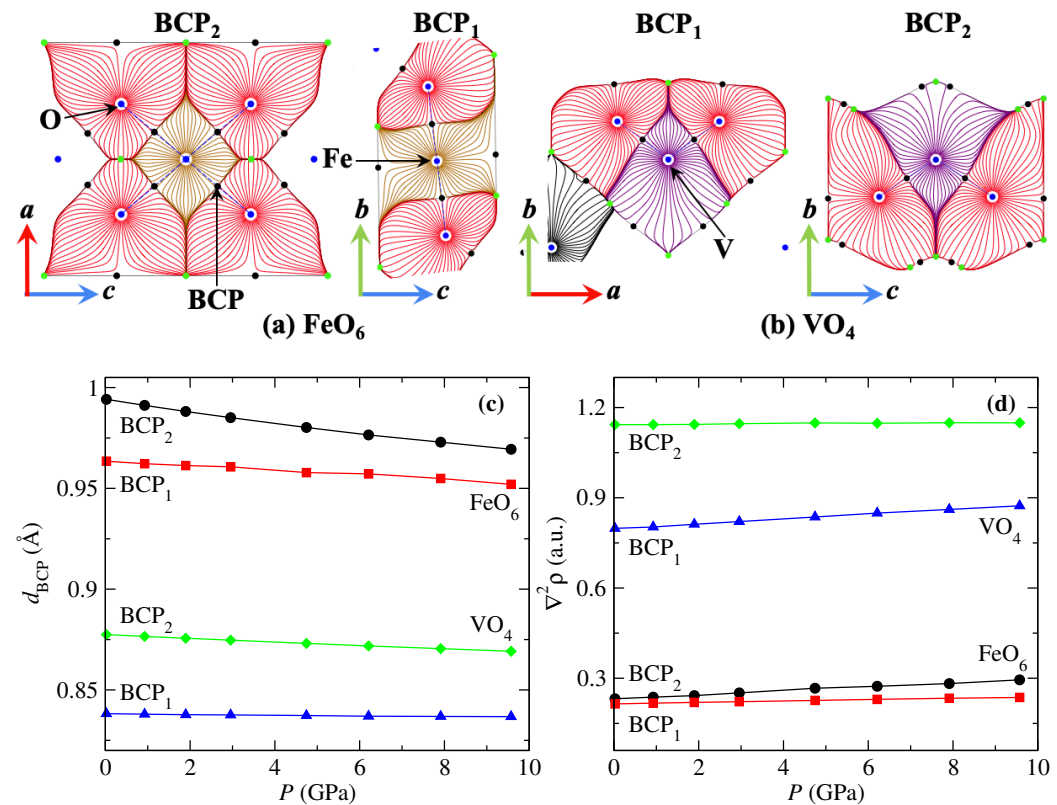 BCP₂ BCP₁ BCP₁ BCP₂
O
Fe
V
BCP
a
c
b
c
b
a
b
c
(a) FeO₆ (b) VO₄
(c)
1
0.95
0.9
0.85
d_BCP (Å)
BCP₂
BCP₁
FeO₆
BCP₂
VO₄
BCP₁
0 2 4 6 8 10
P (GPa)
(d)
1.2
0.9
0.6
0.3
∇²ρ (a.u.)
BCP₂
BCP₁
VO₄
FeO₆
BCP₂
BCP₁
0 2 4 6 8 10
P (GPa)